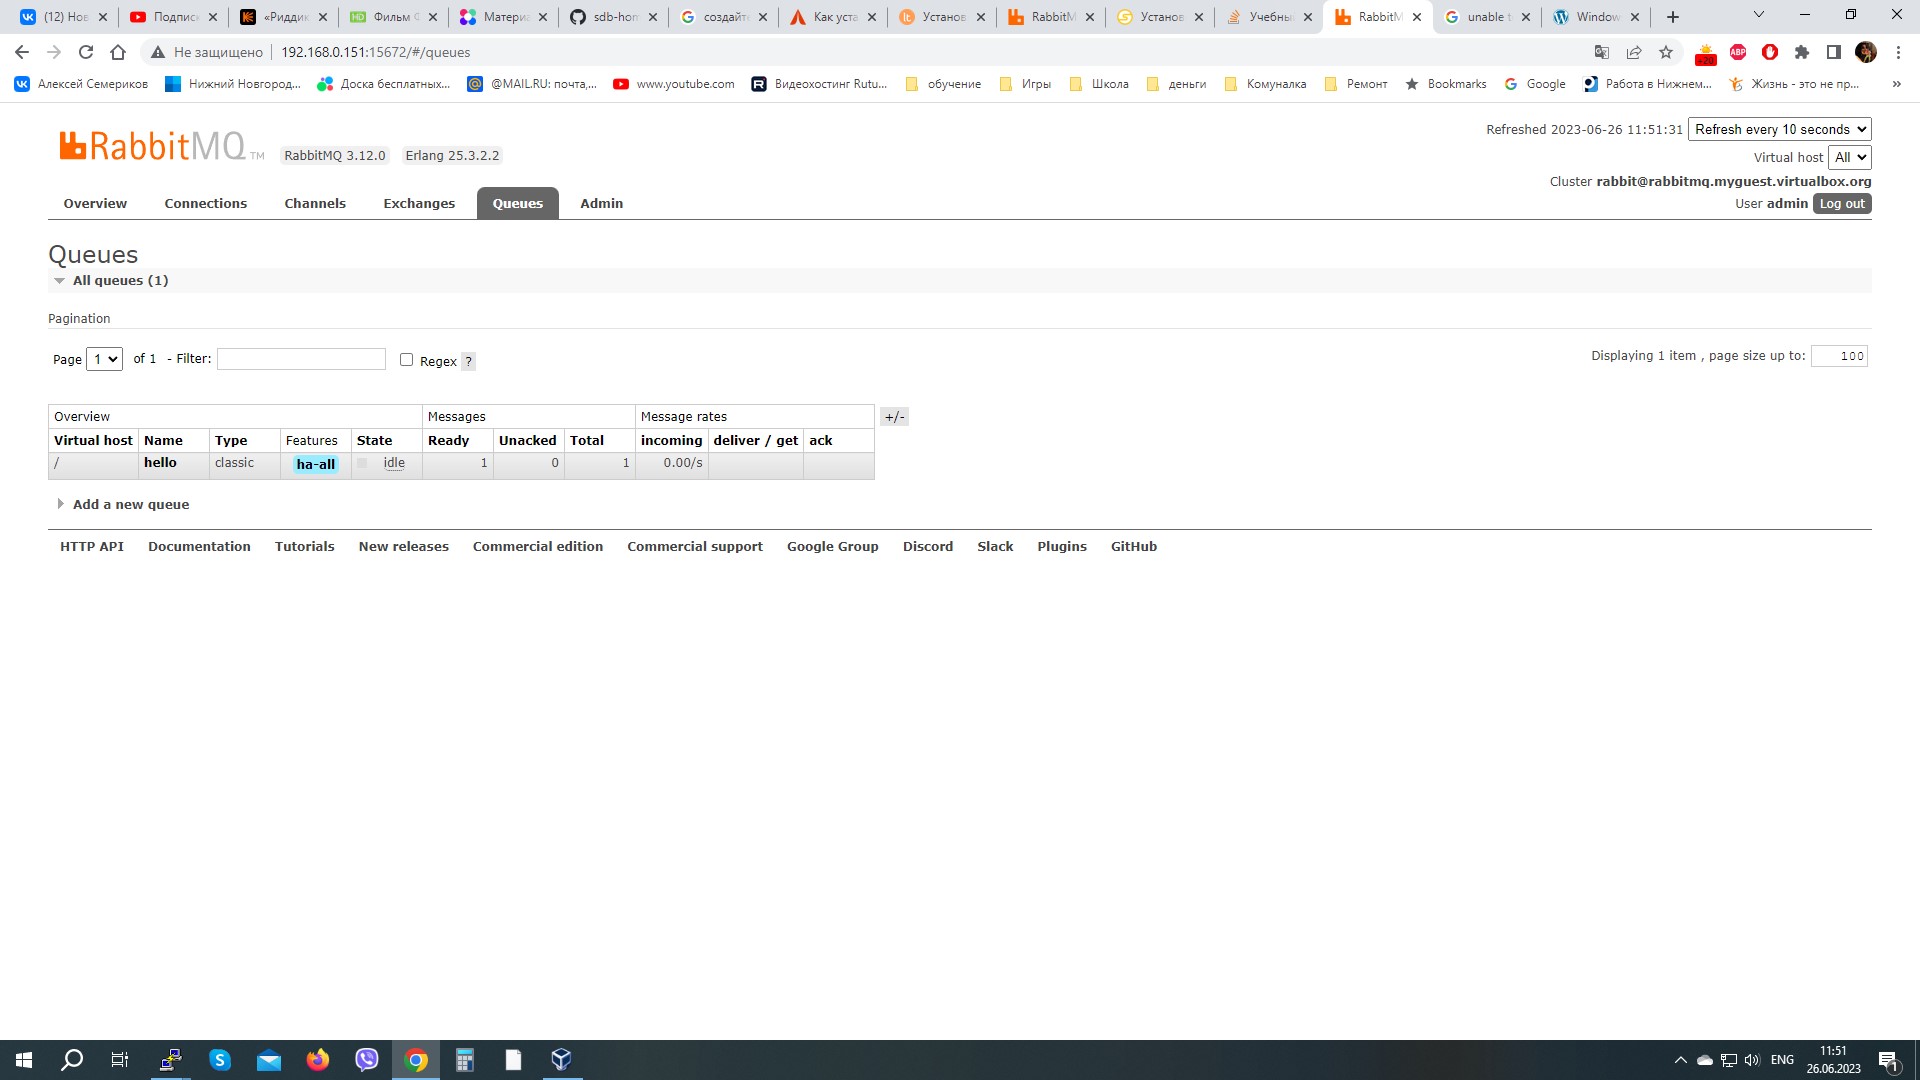 (12) Нов
Подписк
«Риддик
Фильм Ф
Материа
sdb-hom
создайте
Как уста
Установ
RabbitM
Установ
Учебны
RabbitM
unable t
Window
Не защищено
192.168.0.151:15672/#/queues
+20
ABP
Алексей Семериков
Нижний Новгород...
Доска бесплатных...
@MAIL.RU: почта,...
www.youtube.com
Видеохостинг Rutu...
обучение
Игры
Школа
деньги
Комуналка
Ремонт
Bookmarks
Google
Работа в Нижнем...
Жизнь - это не пр...
»
RabbitMQ TM
RabbitMQ 3.12.0
Erlang 25.3.2.2
Refreshed 2023-06-26 11:51:31
Refresh every 10 seconds
Virtual host All
Cluster rabbit@rabbitmq.myguest.virtualbox.org
User admin Log out
Overview
Connections
Channels
Exchanges
Queues
Admin
Queues
All queues (1)
Pagination
Page 1 of 1 - Filter:
Regex ?
Displaying 1 item , page size up to: 100
Overview Messages Message rates +/-
Virtual host Name Type Features State Ready Unacked Total incoming deliver / get ack
/ hello classic ha-all idle 1 0 1 0.00/s
Add a new queue
HTTP API
Documentation
Tutorials
New releases
Commercial edition
Commercial support
Google Group
Discord
Slack
Plugins
GitHub
ENG
11:51
26.06.2023
1